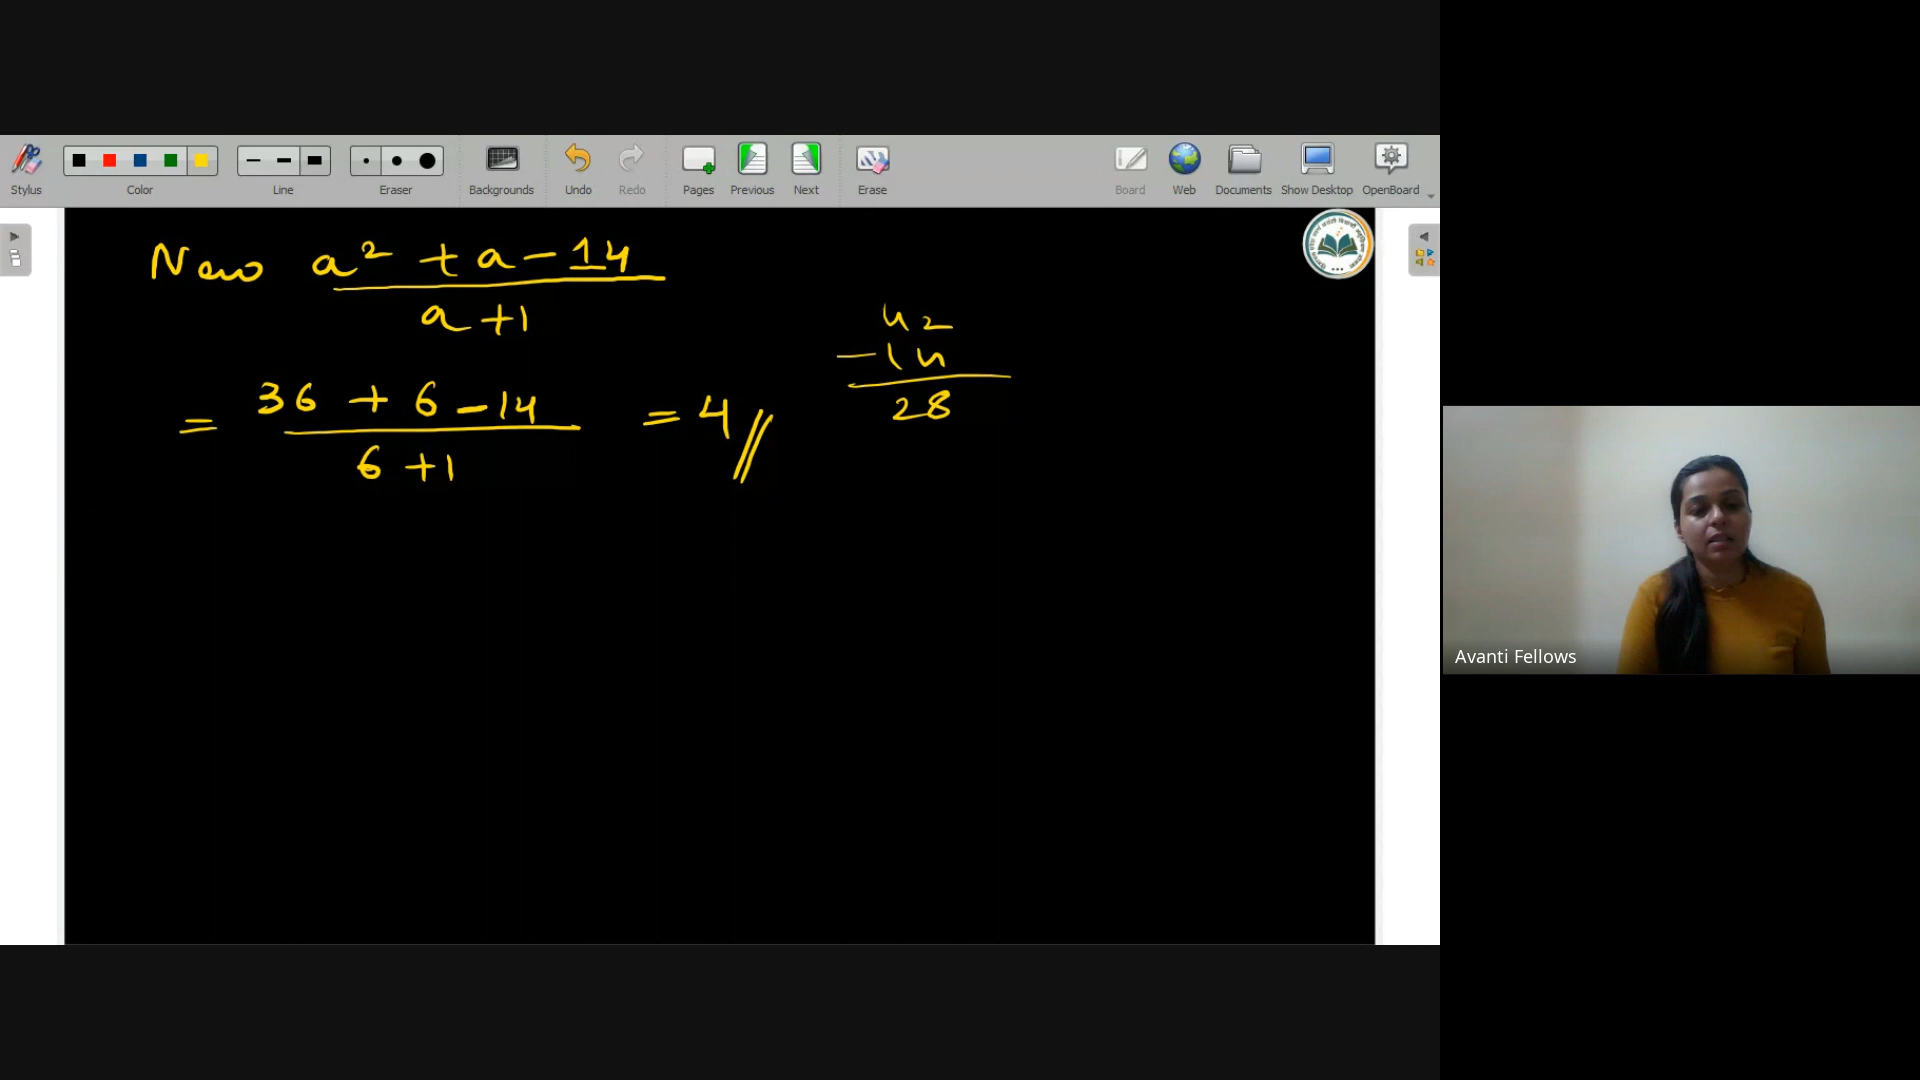 Stylus Color Line Eraser Backgrounds Undo Redo Pages Previous Next Erase Board Web Documents Show Desktop OpenBoard
Now a² + a - 14
a + 1
= 36 + 6 - 14 = 4 //
6 + 1
42
- 14
28
Avanti Fellows